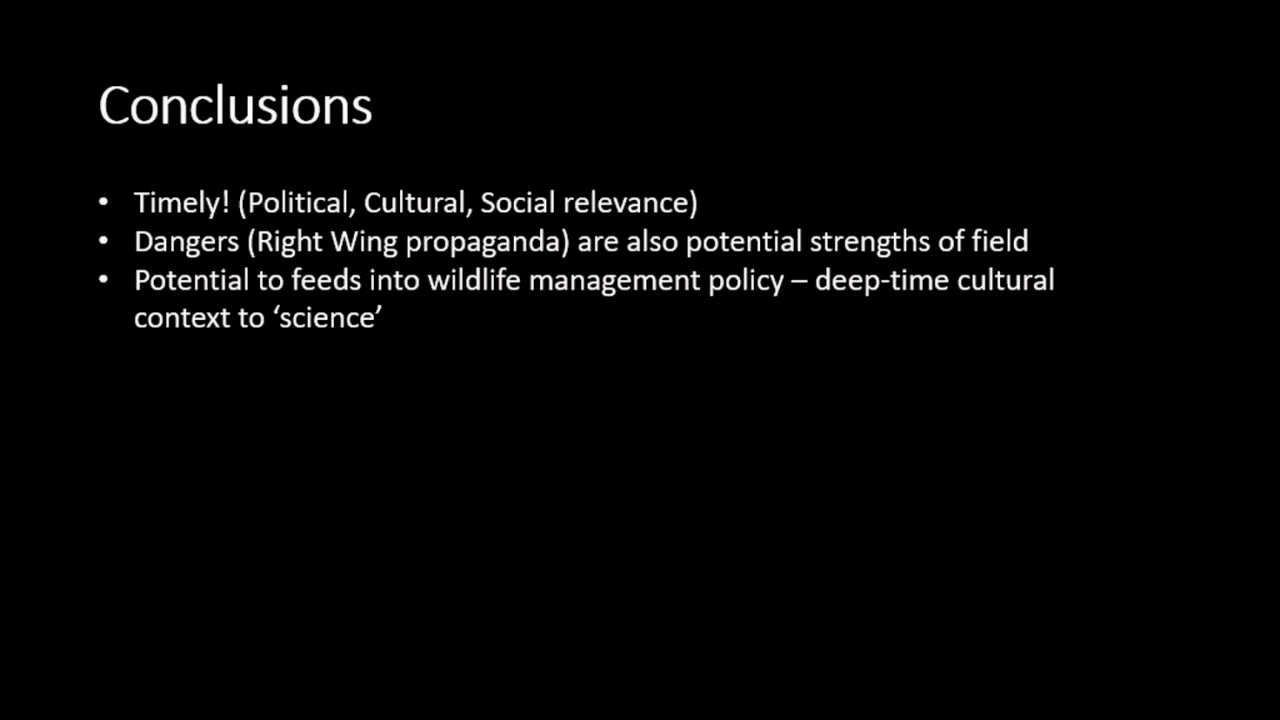 Conclusions
• Timely! (Political, Cultural, Social relevance)
• Dangers (Right Wing propaganda) are also potential strengths of field
• Potential to feeds into wildlife management policy – deep-time cultural
context to ‘science’